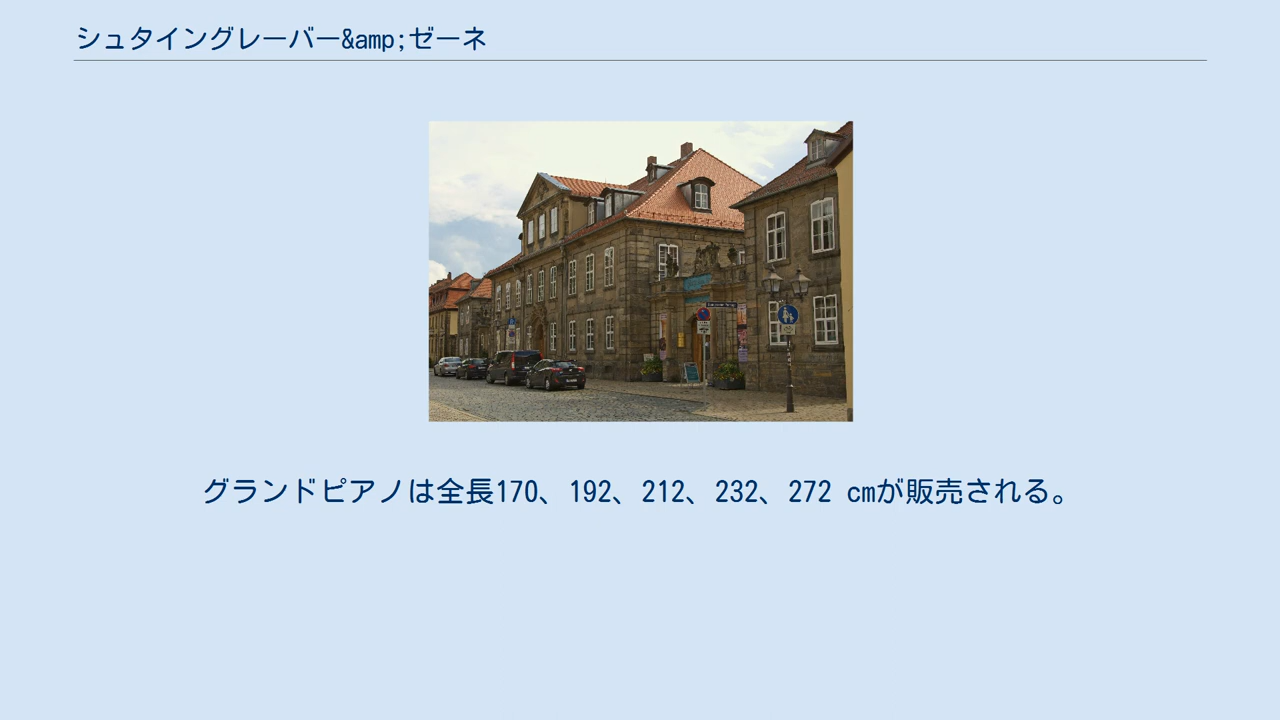 シュタイングレーバー&amp;ゼーネ
グランドピアノは全長170、192、212、232、272 cmが販売される。